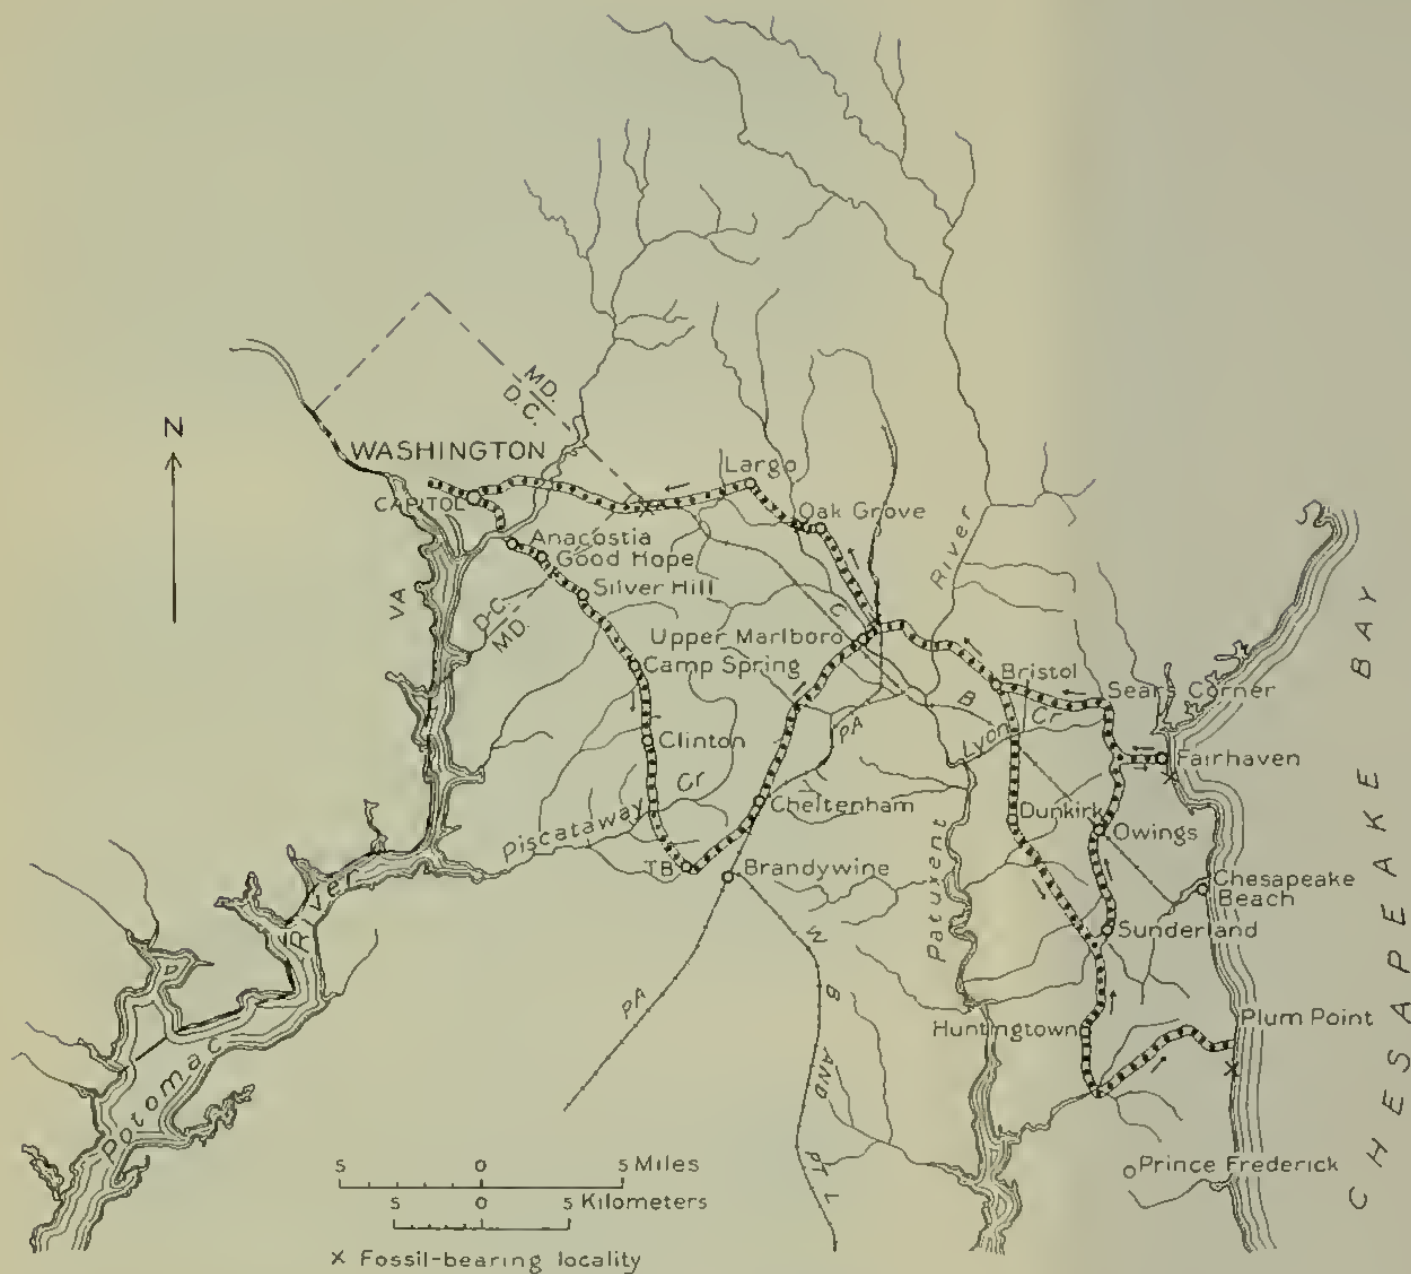 MD.
D.C.
N
WASHINGTON
CAPITOL
Largo
Oak Grove
Anacostia
Good Hope
Silver Hill
VA
D.C.
MD.
River
C
Upper Marlboro
Camp Spring
Bristol
B
Sears Corner
Lyon Cr
PA
Clinton
Fairhaven
Cr
Piscataway
Cheltenham
Dunkirk
Owings
TB
Brandywine
Chesapeake
Beach
Patuxent
Sunderland
W
B
AND
PT
L
PA
Huntingtown
Plum Point
Potomac River
Prince Frederick
CHESAPEAKE BAY
5 0 5 Miles
5 0 5 Kilometers
x Fossil-bearing locality